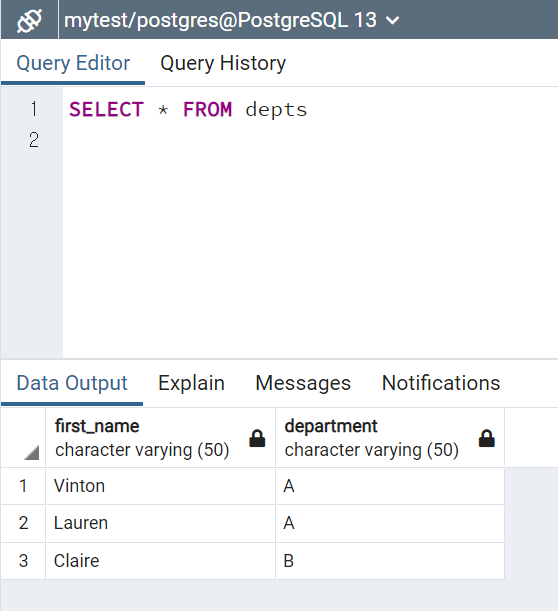 mytest/postgres@PostgreSQL 13
Query Editor Query History
1 SELECT * FROM depts
2
Data Output Explain Messages Notifications
first_name department
character varying (50) character varying (50)
1 Vinton A
2 Lauren A
3 Claire B